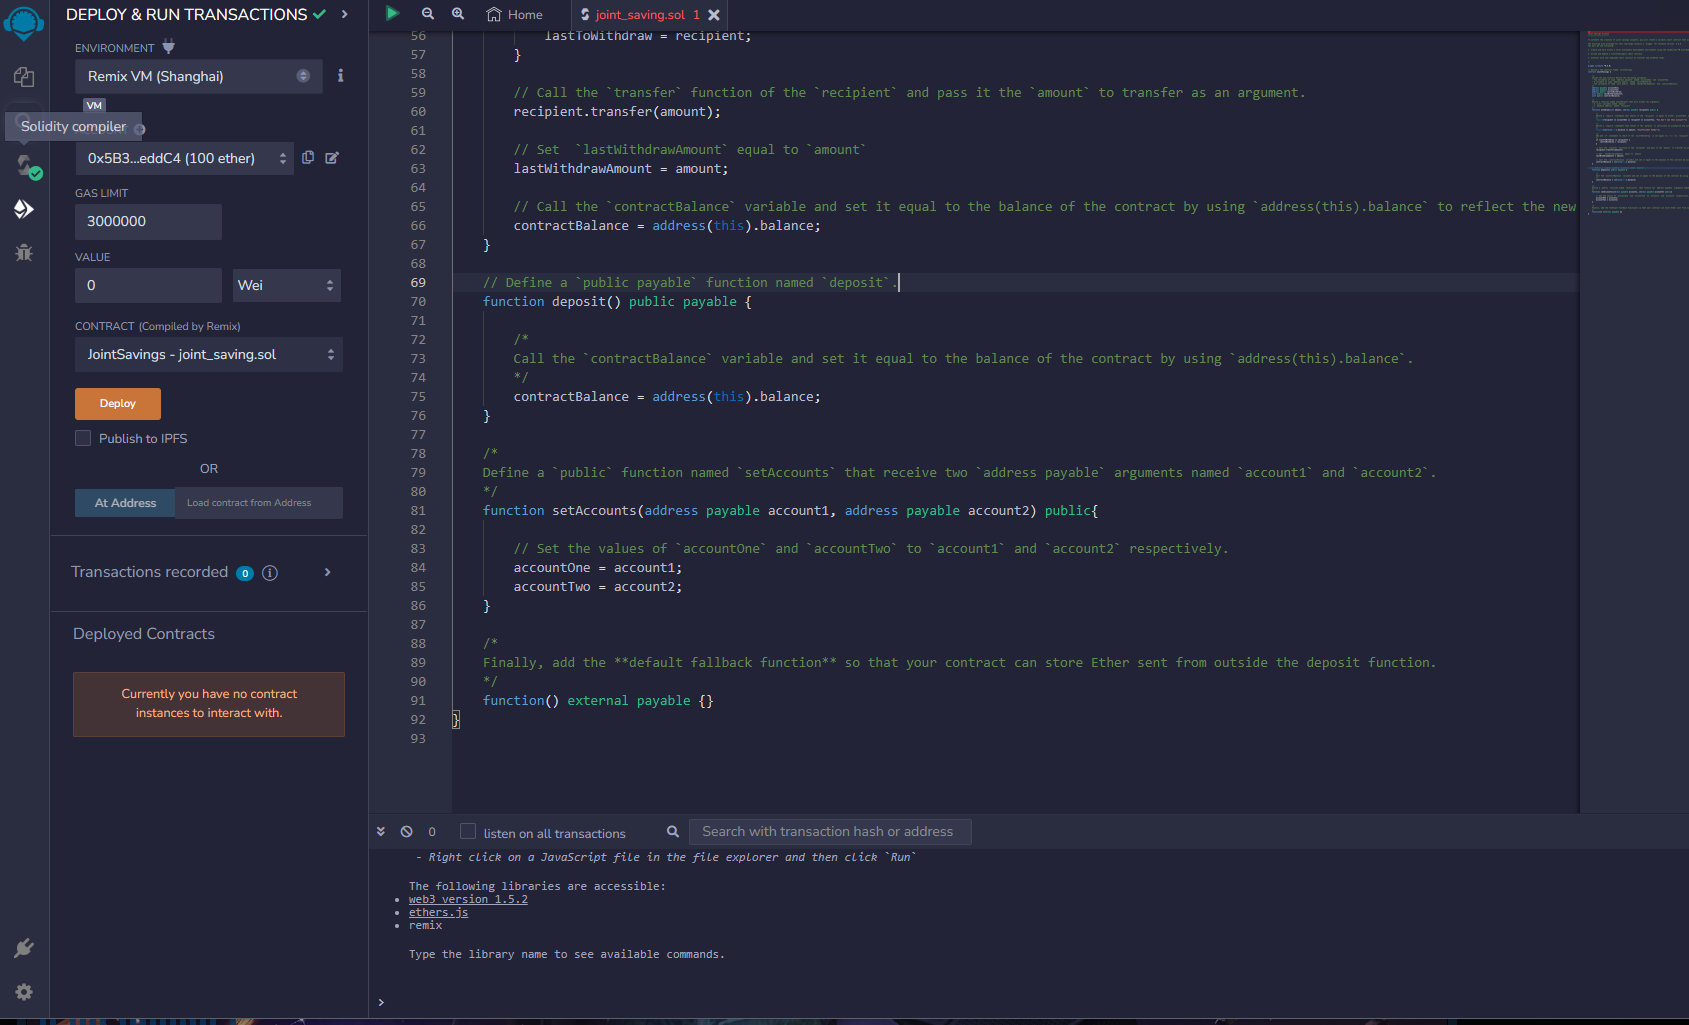 DEPLOY & RUN TRANSACTIONS
ENVIRONMENT
Remix VM (Shanghai)
VM
Solidity compiler
0x5B3...eddC4 (100 ether)
GAS LIMIT
3000000
VALUE
0
Wei
CONTRACT (Compiled by Remix)
JointSavings - joint_saving.sol
Deploy
Publish to IPFS
OR
At Address
Load contract from Address
Transactions recorded 0
Deployed Contracts
Currently you have no contract
instances to interact with.
Home
joint_saving.sol 1
56 lastToWithdraw = recipient;
57 }
58
59 // Call the `transfer` function of the `recipient` and pass it the `amount` to transfer as an argument.
60 recipient.transfer(amount);
61
62 // Set  `lastWithdrawAmount` equal to `amount`
63 lastWithdrawAmount = amount;
64
65 // Call the `contractBalance` variable and set it equal to the balance of the contract by using `address(this).balance` to reflect the new
66 contractBalance = address(this).balance;
67 }
68
69 // Define a `public payable` function named `deposit`.
70 function deposit() public payable {
71
72 /*
73 Call the `contractBalance` variable and set it equal to the balance of the contract by using `address(this).balance`.
74 */
75 contractBalance = address(this).balance;
76 }
77
78 /*
79 Define a `public` function named `setAccounts` that receive two `address payable` arguments named `account1` and `account2`.
80 */
81 function setAccounts(address payable account1, address payable account2) public{
82
83 // Set the values of `accountOne` and `accountTwo` to `account1` and `account2` respectively.
84 accountOne = account1;
85 accountTwo = account2;
86 }
87
88 /*
89 Finally, add the **default fallback function** so that your contract can store Ether sent from outside the deposit function.
90 */
91 function() external payable {}
92 }
93
0
listen on all transactions
Search with transaction hash or address
- Right click on a JavaScript file in the file explorer and then click `Run`
The following libraries are accessible:
• web3 version 1.5.2
• ethers.js
• remix
Type the library name to see available commands.
>